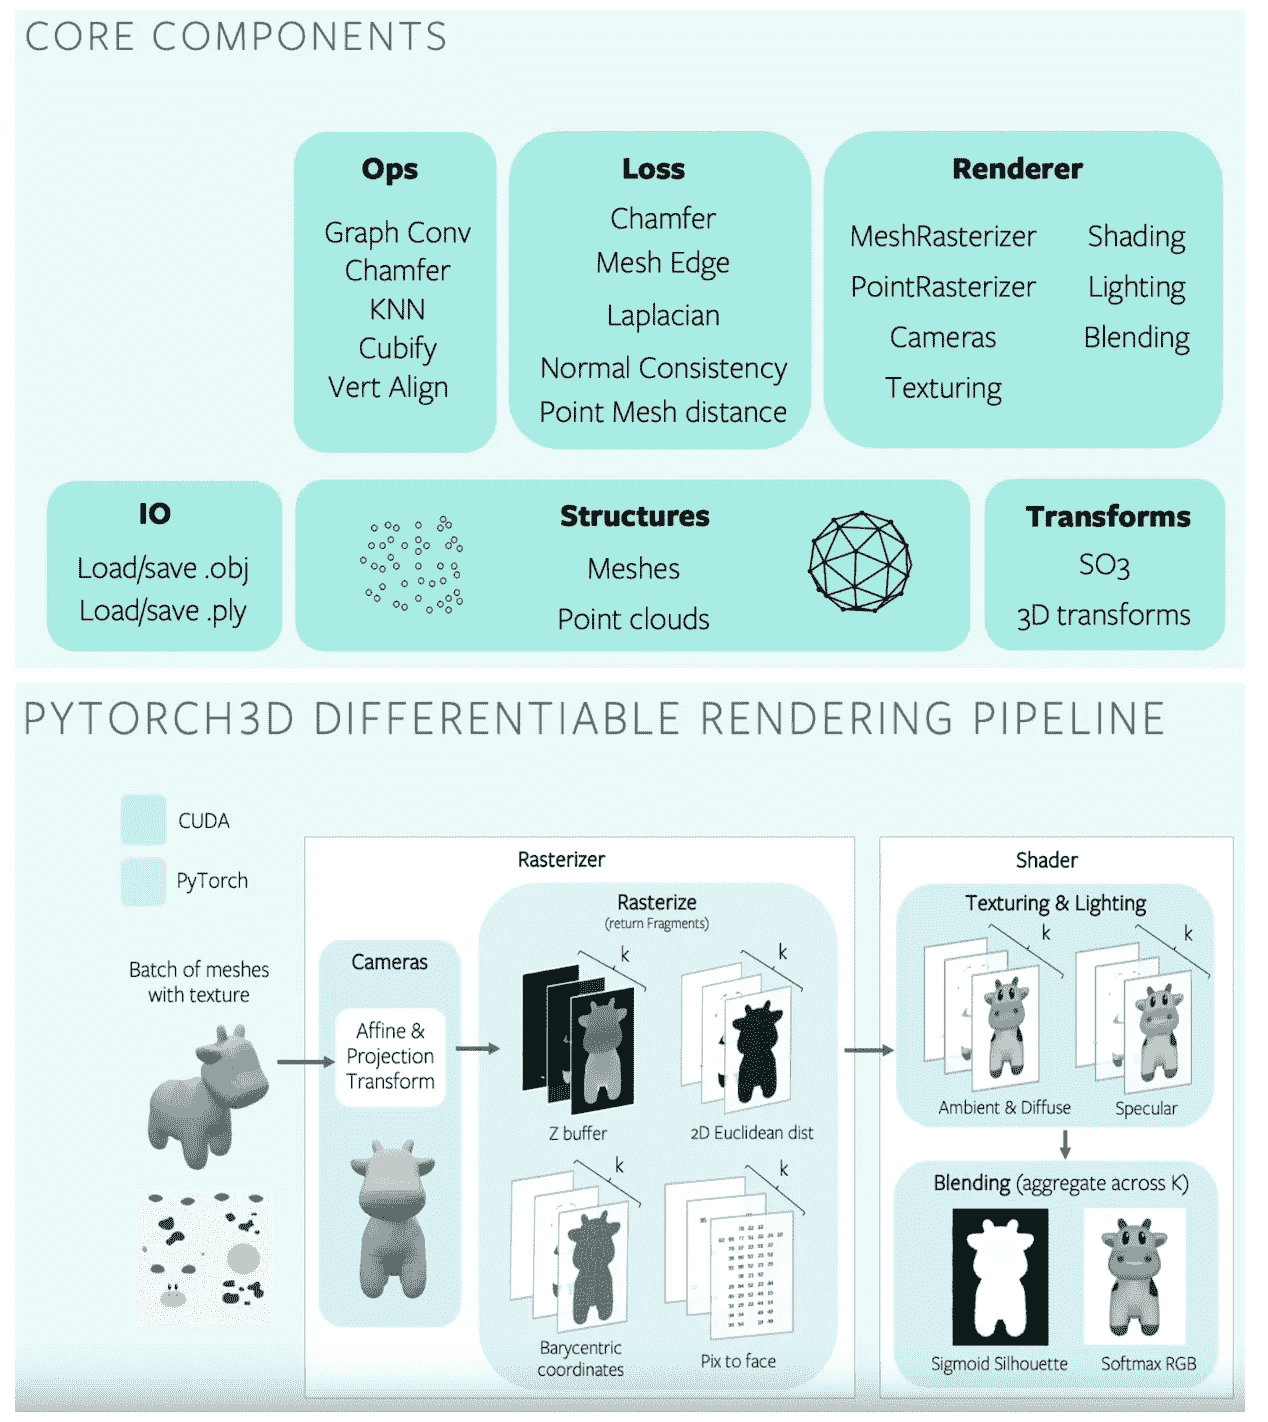 CORE COMPONENTS
Ops
Graph Conv
Chamfer
KNN
Cubify
Vert Align
Loss
Chamfer
Mesh Edge
Laplacian
Normal Consistency
Point Mesh distance
Renderer
MeshRasterizer
PointRasterizer
Cameras
Texturing
Shading
Lighting
Blending
IO
Load/save .obj
Load/save .ply
Structures
Meshes
Point clouds
Transforms
SO3
3D transforms
PYTORCH3D DIFFERENTIABLE RENDERING PIPELINE
CUDA
PyTorch
Batch of meshes
with texture
Rasterizer
Cameras
Affine &
Projection
Transform
Rasterize
(return Fragments)
k
Z buffer
k
2D Euclidean dist
k
Barycentric
coordinates
k
Pix to face
Shader
Texturing & Lighting
k
Ambient & Diffuse
k
Specular
Blending (aggregate across K)
Sigmoid Silhouette
Softmax RGB